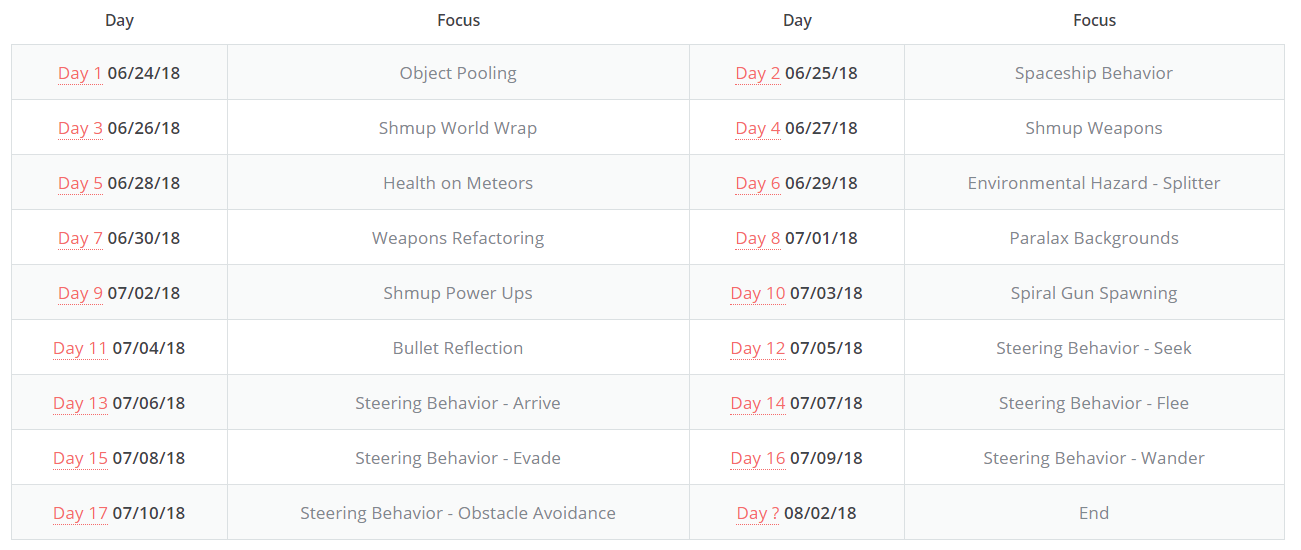 Day Focus Day Focus
Day 1 06/24/18 Object Pooling Day 2 06/25/18 Spaceship Behavior
Day 3 06/26/18 Shmup World Wrap Day 4 06/27/18 Shmup Weapons
Day 5 06/28/18 Health on Meteors Day 6 06/29/18 Environmental Hazard - Splitter
Day 7 06/30/18 Weapons Refactoring Day 8 07/01/18 Paralax Backgrounds
Day 9 07/02/18 Shmup Power Ups Day 10 07/03/18 Spiral Gun Spawning
Day 11 07/04/18 Bullet Reflection Day 12 07/05/18 Steering Behavior - Seek
Day 13 07/06/18 Steering Behavior - Arrive Day 14 07/07/18 Steering Behavior - Flee
Day 15 07/08/18 Steering Behavior - Evade Day 16 07/09/18 Steering Behavior - Wander
Day 17 07/10/18 Steering Behavior - Obstacle Avoidance Day ? 08/02/18 End